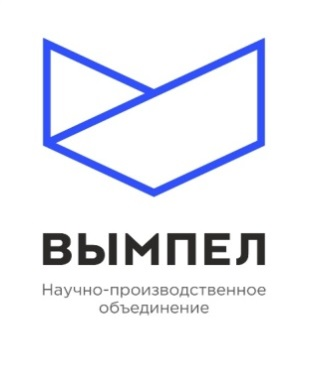 ВЫМПЕЛ
Научно-производственное
объединение